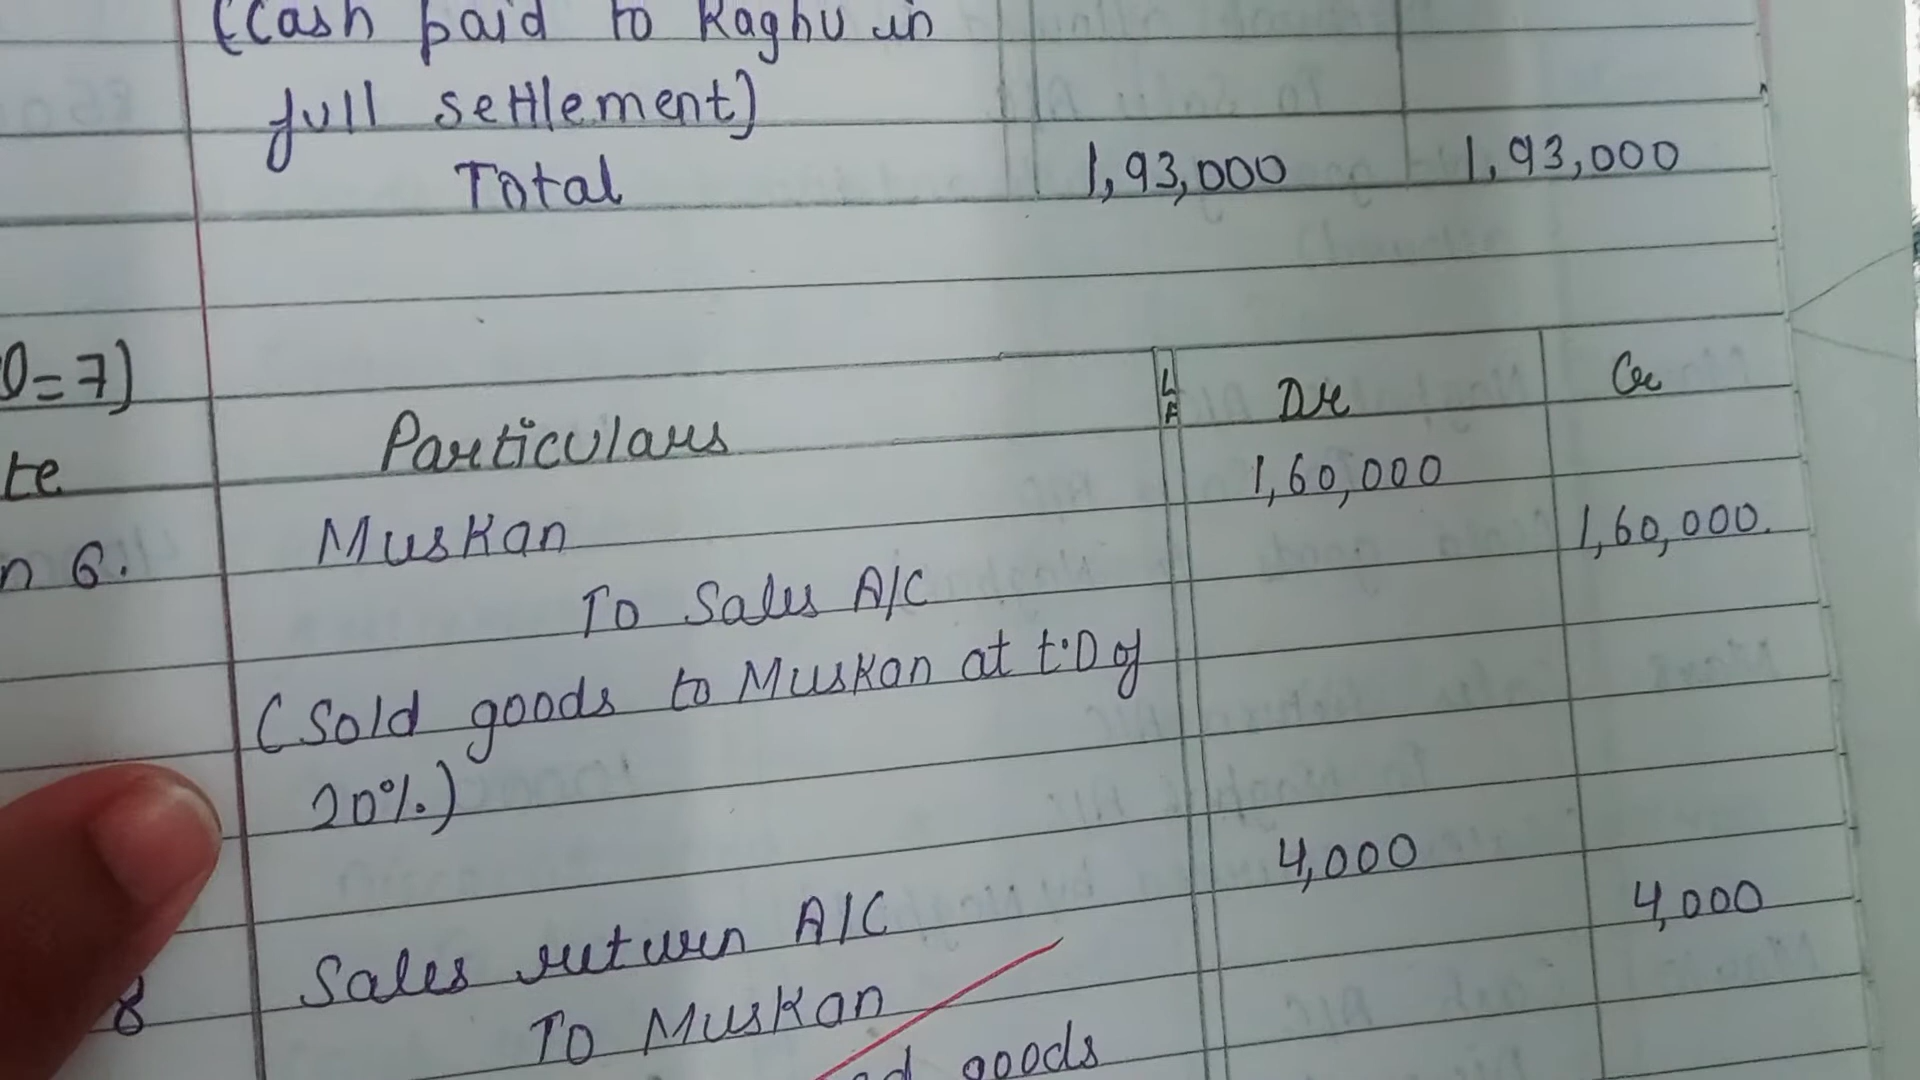 (Cash paid to Raghu in
full settlement)
Total 1,93,000 1,93,000
Q=7)
te Particulars LF Dr Cr
n 6. Muskan 1,60,000
To Sales A/C 1,60,000.
(Sold goods to Muskan at t.D of
20%.)
8 Sales return A/C 4,000
To Muskan 4,000
goods